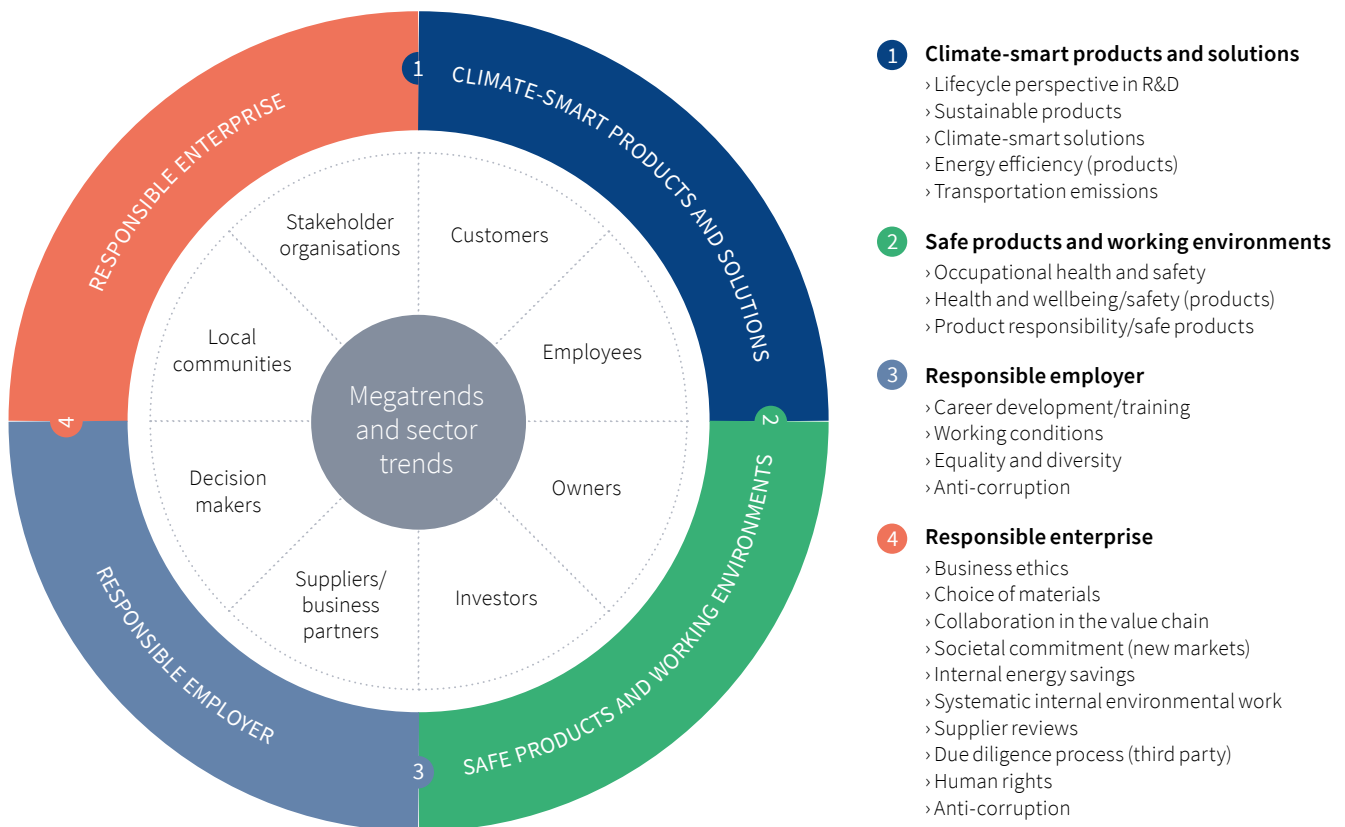 1
CLIMATE-SMART PRODUCTS AND SOLUTIONS
2
SAFE PRODUCTS AND WORKING ENVIRONMENTS
3
RESPONSIBLE EMPLOYER
4
RESPONSIBLE ENTERPRISE
Stakeholder
organisations
Customers
Local
communities
Employees
Megatrends
and sector
trends
Decision
makers
Owners
Suppliers/
business
partners
Investors
1 Climate-smart products and solutions
› Lifecycle perspective in R&D
› Sustainable products
› Climate-smart solutions
› Energy efficiency (products)
› Transportation emissions
2 Safe products and working environments
› Occupational health and safety
› Health and wellbeing/safety (products)
› Product responsibility/safe products
3 Responsible employer
› Career development/training
› Working conditions
› Equality and diversity
› Anti-corruption
4 Responsible enterprise
› Business ethics
› Choice of materials
› Collaboration in the value chain
› Societal commitment (new markets)
› Internal energy savings
› Systematic internal environmental work
› Supplier reviews
› Due diligence process (third party)
› Human rights
› Anti-corruption